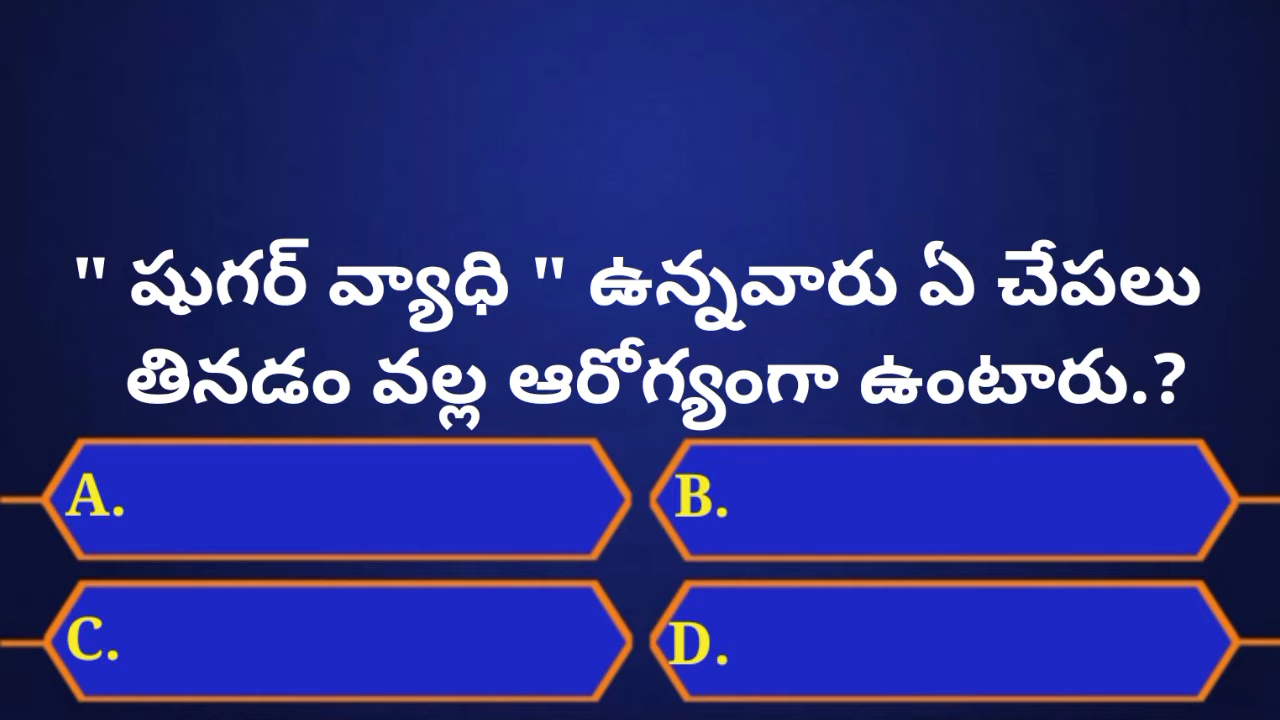 " షుగర్ వ్యాధి " ఉన్నవారు ఏ చేపలు
తినడం వల్ల ఆరోగ్యంగా ఉంటారు.?
A.
B.
C.
D.